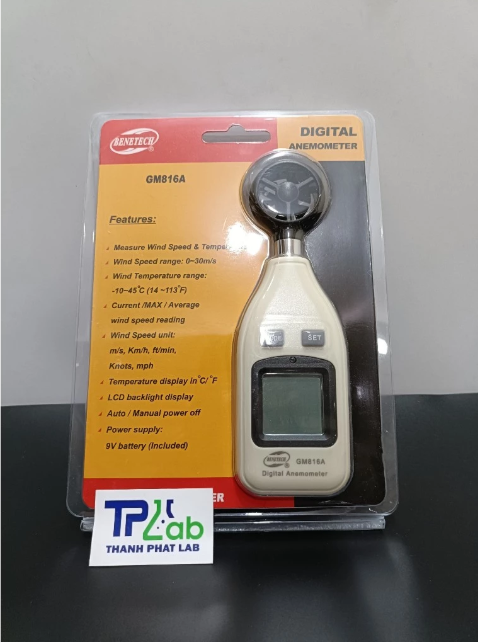 BENETECH
®
DIGITAL
ANEMOMETER
GM816A
Features:
Measure Wind Speed &
Wind Speed range: 0~30m/s
Wind Temperature range:
-10~45°C (14 ~113°F)
Current /MAX / Average
wind speed reading
Wind Speed unit:
m/s, Km/h, ft/min,
Knots, mph
Temperature display in°C/ °F
LCD backlight display
Auto / Manual power off
Power supply:
9V battery (Included)
SET
BENETECH
®
GM816A
Digital Anemometer
ER
TPLab
THANH PHAT LAB